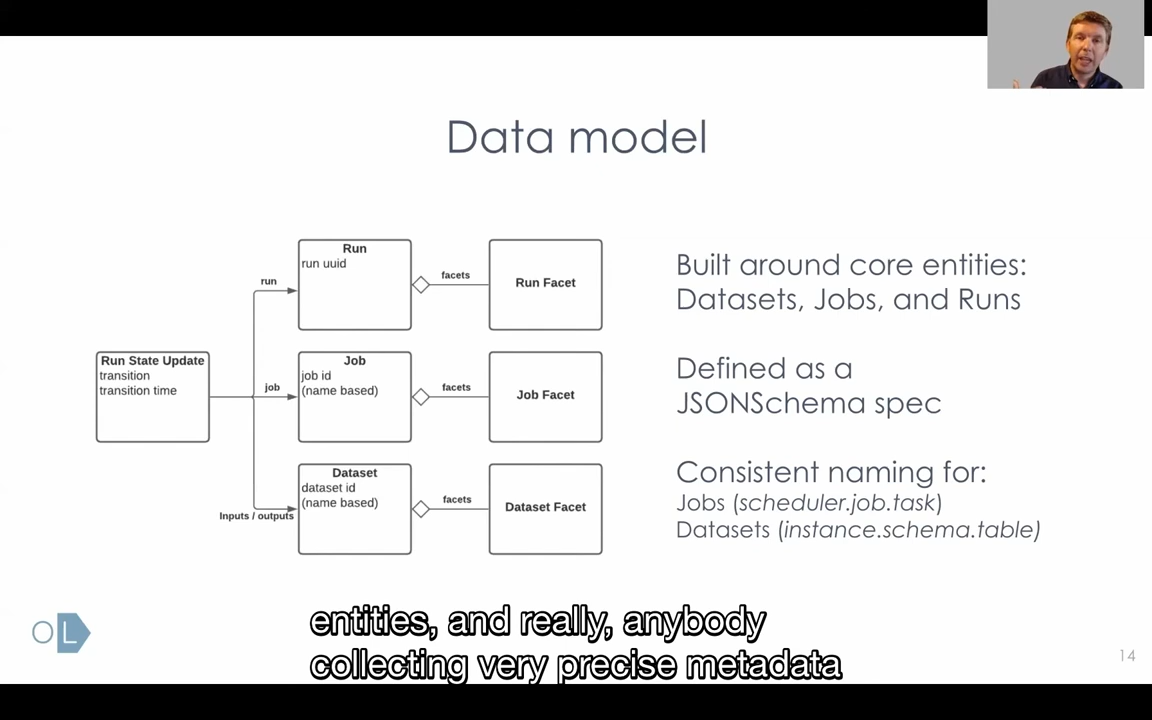 Data model
Run
run uuid
run
facets
Run Facet
Run State Update
transition
transition time
Job
job id
(name based)
job
facets
Job Facet
Dataset
dataset id
(name based)
Inputs / outputs
facets
Dataset Facet
Built around core entities:
Datasets, Jobs, and Runs
Defined as a
JSONSchema spec
Consistent naming for:
Jobs (scheduler.job.task)
Datasets (instance.schema.table)
entities, and really, anybody
collecting very precise metadata
OL
14